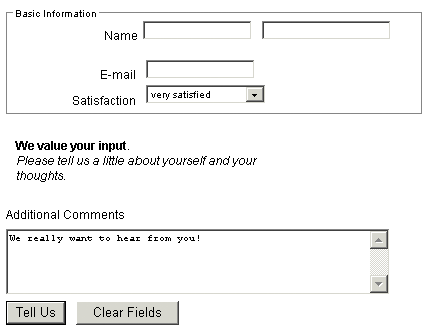 Basic Information
Name
E-mail
Satisfaction very satisfied
We value your input.
Please tell us a little about yourself and your
thoughts.
Additional Comments
We really want to hear from you!
Tell Us Clear Fields